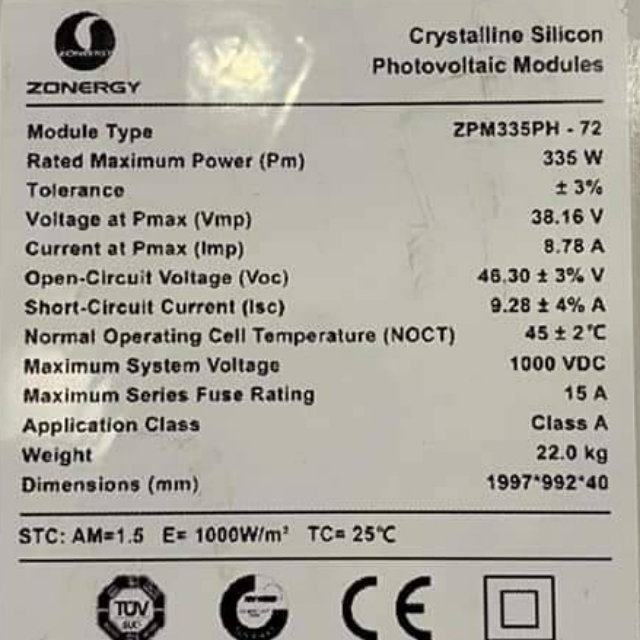 ZONERGY
Crystalline Silicon
Photovoltaic Modules
Module Type ZPM335PH - 72
Rated Maximum Power (Pm) 335 W
Tolerance ± 3%
Voltage at Pmax (Vmp) 38.16 V
Current at Pmax (Imp) 8.78 A
Open-Circuit Voltage (Voc) 46.30 ± 3% V
Short-Circuit Current (Isc) 9.28 ± 4% A
Normal Operating Cell Temperature (NOCT) 45 ± 2℃
Maximum System Voltage 1000 VDC
Maximum Series Fuse Rating 15 A
Application Class Class A
Weight 22.0 kg
Dimensions (mm) 1997*992*40
STC: AM=1.5 E= 1000W/m² TC= 25℃
TÜV
SÜD
CE